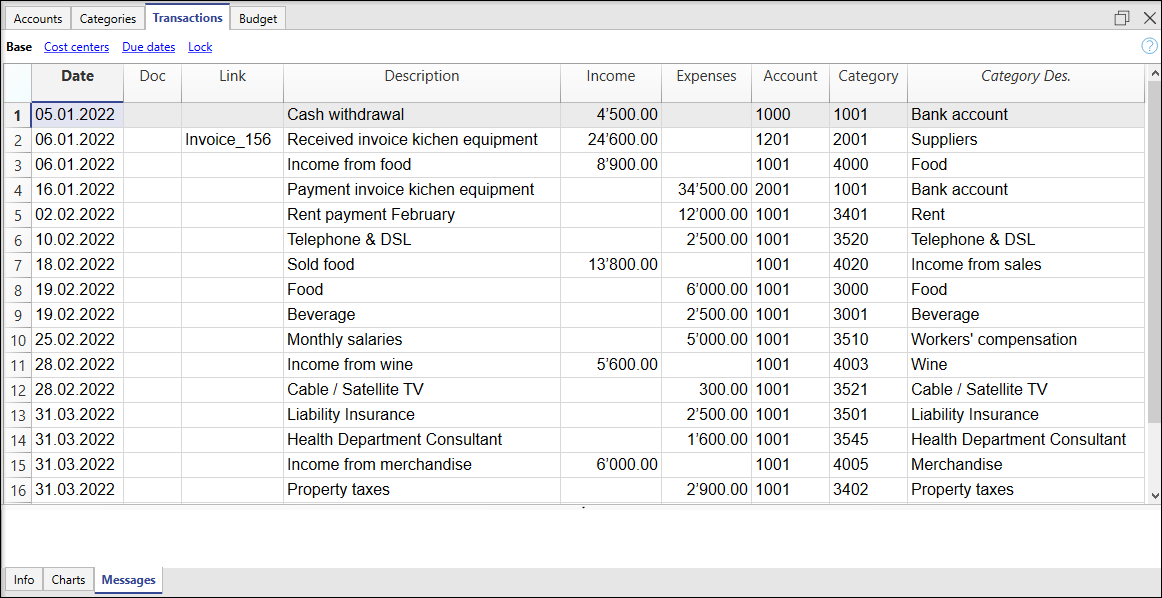 Accounts Categories Transactions Budget
Base Cost centers Due dates Lock
Date Doc Link Description Income Expenses Account Category Category Des.
1 05.01.2022 Cash withdrawal 4’500.00 1000 1001 Bank account
2 06.01.2022 Invoice_156 Received invoice kichen equipment 24’600.00 1201 2001 Suppliers
3 06.01.2022 Income from food 8’900.00 1001 4000 Food
4 16.01.2022 Payment invoice kichen equipment 34’500.00 2001 1001 Bank account
5 02.02.2022 Rent payment February 12’000.00 1001 3401 Rent
6 10.02.2022 Telephone & DSL 2’500.00 1001 3520 Telephone & DSL
7 18.02.2022 Sold food 13’800.00 1001 4020 Income from sales
8 19.02.2022 Food 6’000.00 1001 3000 Food
9 19.02.2022 Beverage 2’500.00 1001 3001 Beverage
10 25.02.2022 Monthly salaries 5’000.00 1001 3510 Workers' compensation
11 28.02.2022 Income from wine 5’600.00 1001 4003 Wine
12 28.02.2022 Cable / Satellite TV 300.00 1001 3521 Cable / Satellite TV
13 31.03.2022 Liability Insurance 2’500.00 1001 3501 Liability Insurance
14 31.03.2022 Health Department Consultant 1’600.00 1001 3545 Health Department Consultant
15 31.03.2022 Income from merchandise 6’000.00 1001 4005 Merchandise
16 31.03.2022 Property taxes 2’900.00 1001 3402 Property taxes
Info Charts Messages